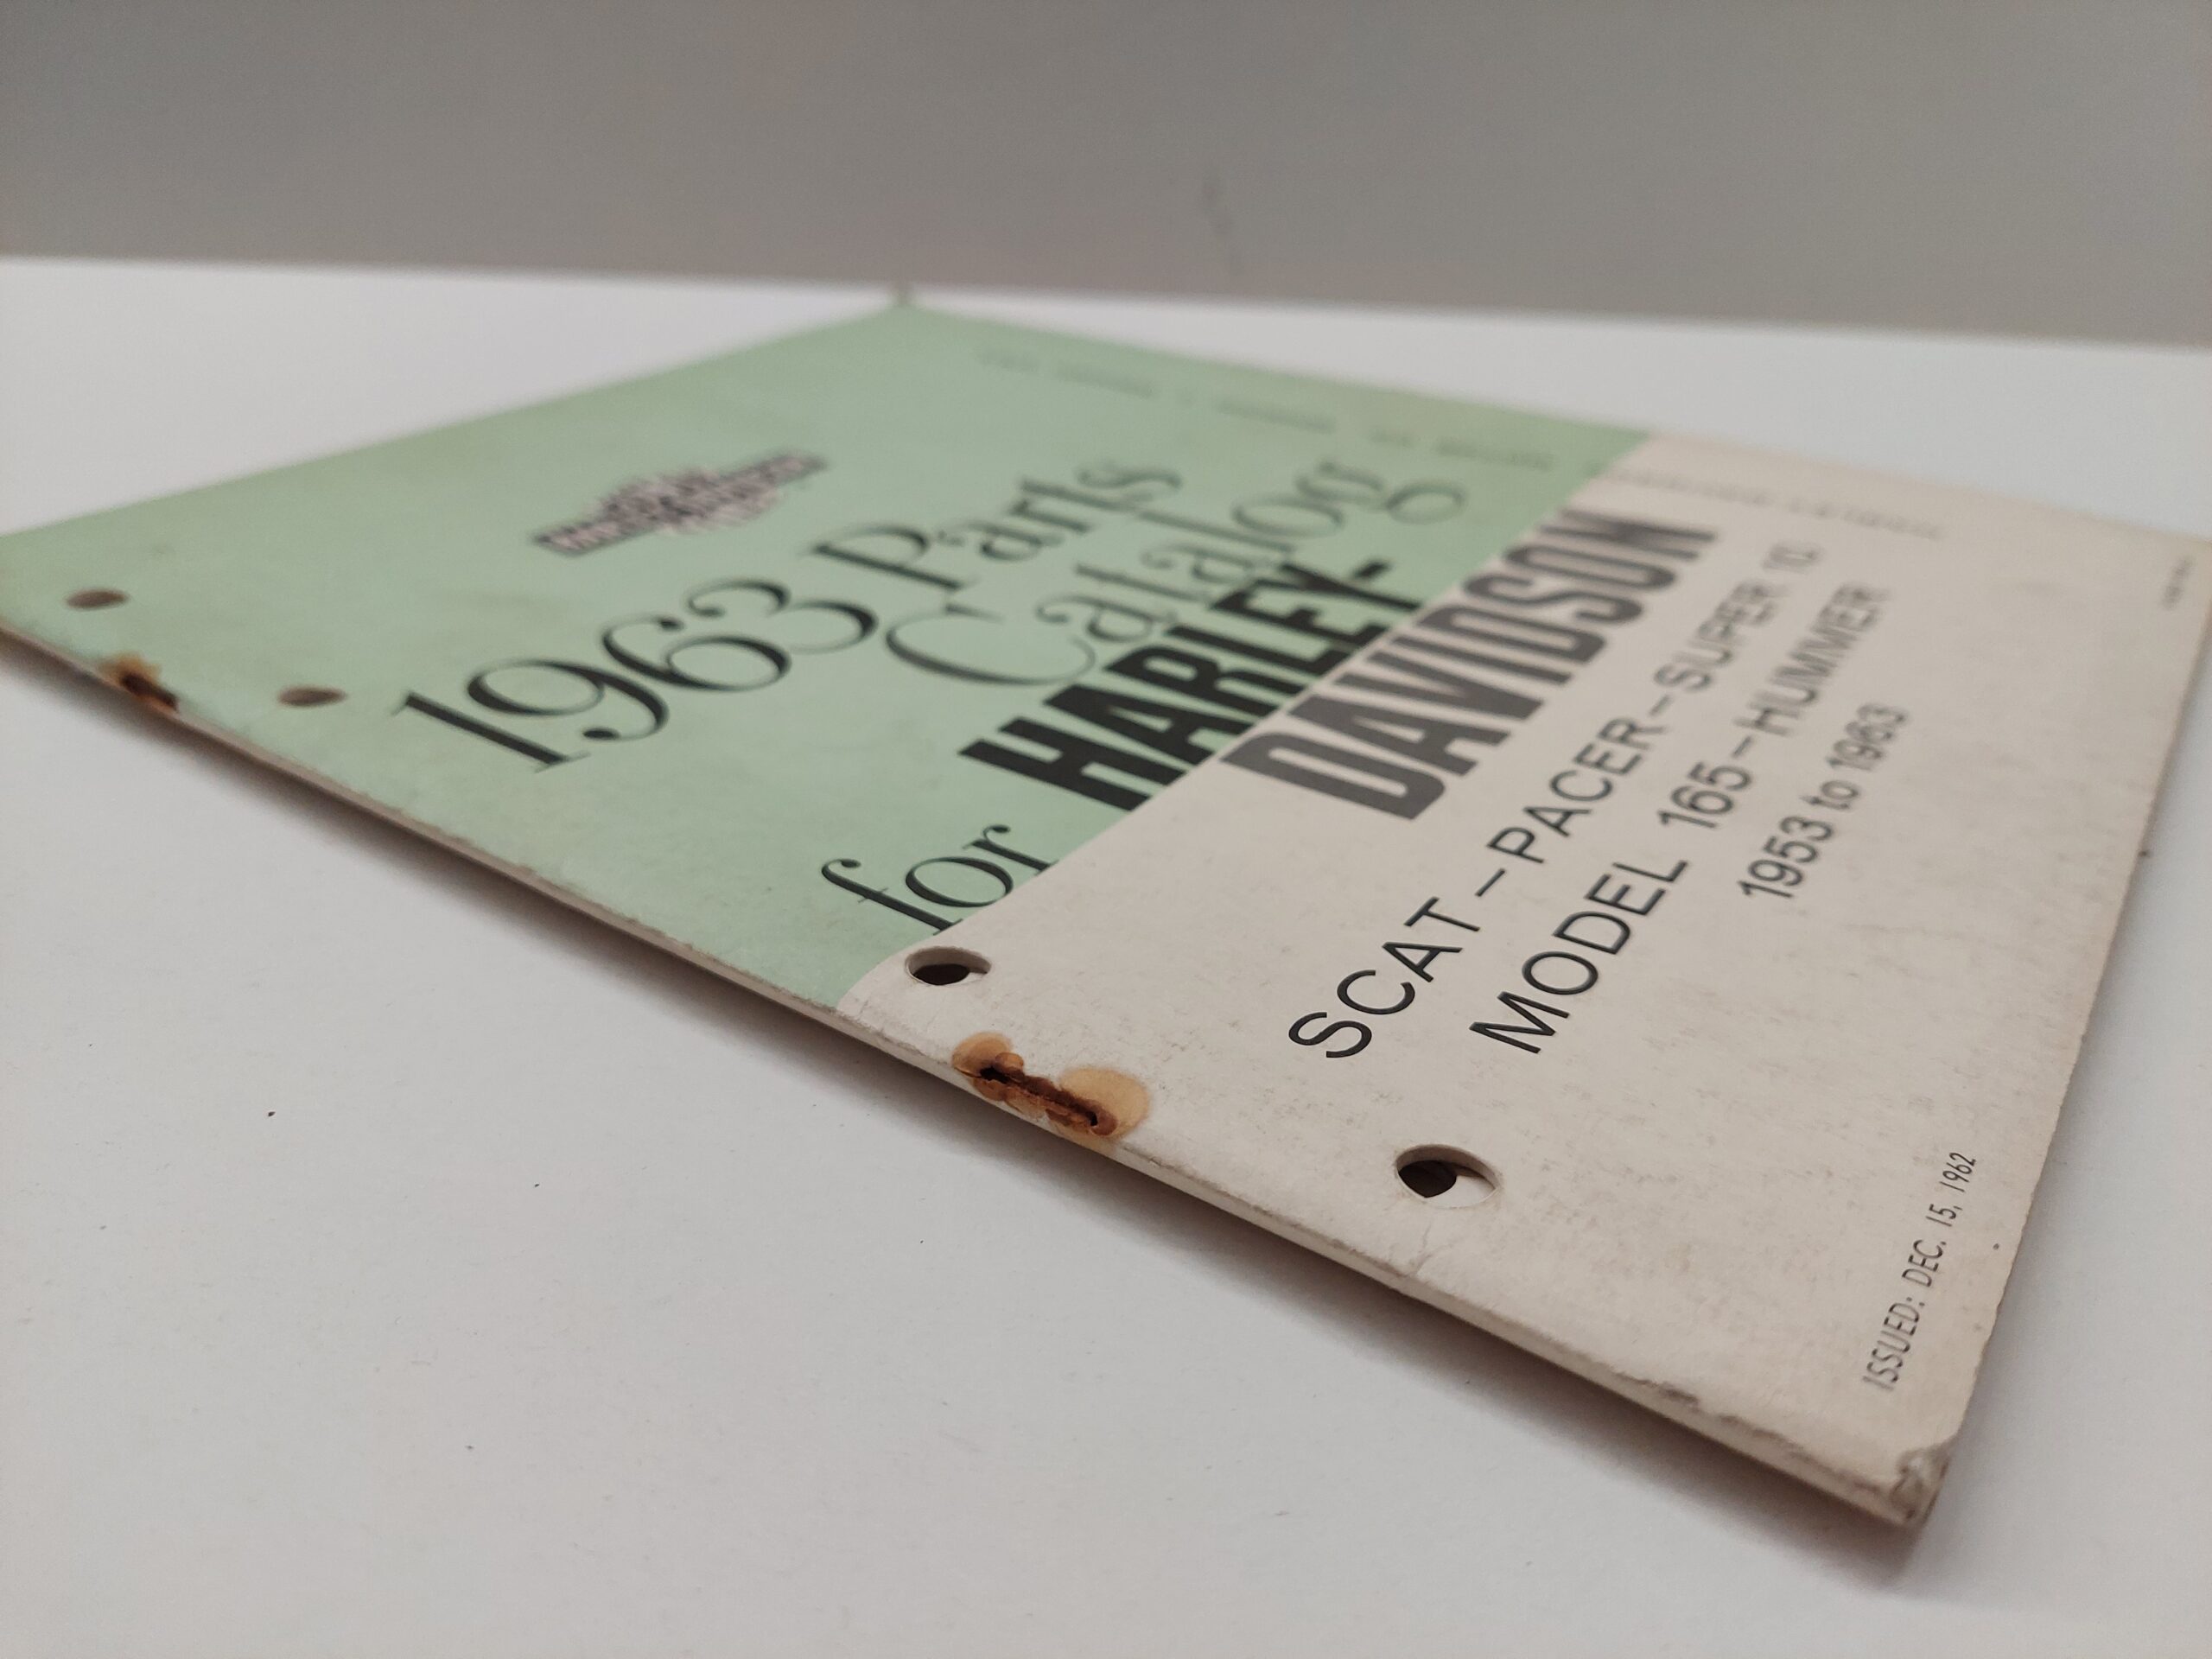 1963 Parts
Catalog
for HARLEY-
DAVIDSON
SCAT-PACER-SUPER 10
MODEL 165-HUMMER
1953 to 1963
ISSUED: DEC. 15, 1962